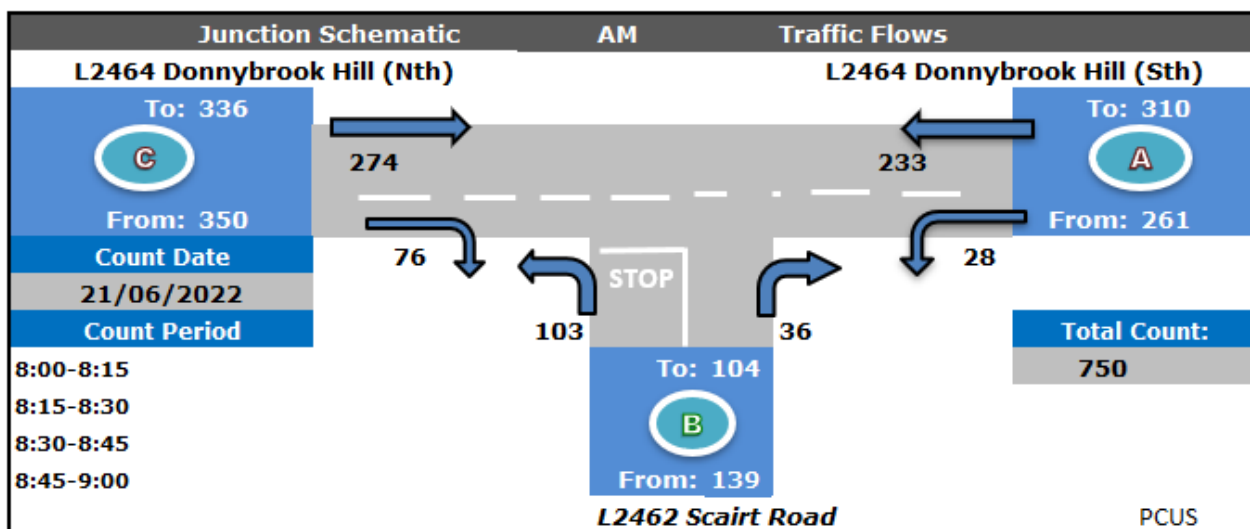 Junction Schematic AM Traffic Flows
L2464 Donnybrook Hill (Nth) L2464 Donnybrook Hill (Sth)
To: 336 To: 310
C A
274 233
From: 350 From: 261
Count Date 76 28
STOP
21/06/2022
Count Period 103 36 Total Count:
8:00-8:15 To: 104 750
8:15-8:30
B
8:30-8:45
8:45-9:00 From: 139
L2462 Scairt Road PCUS